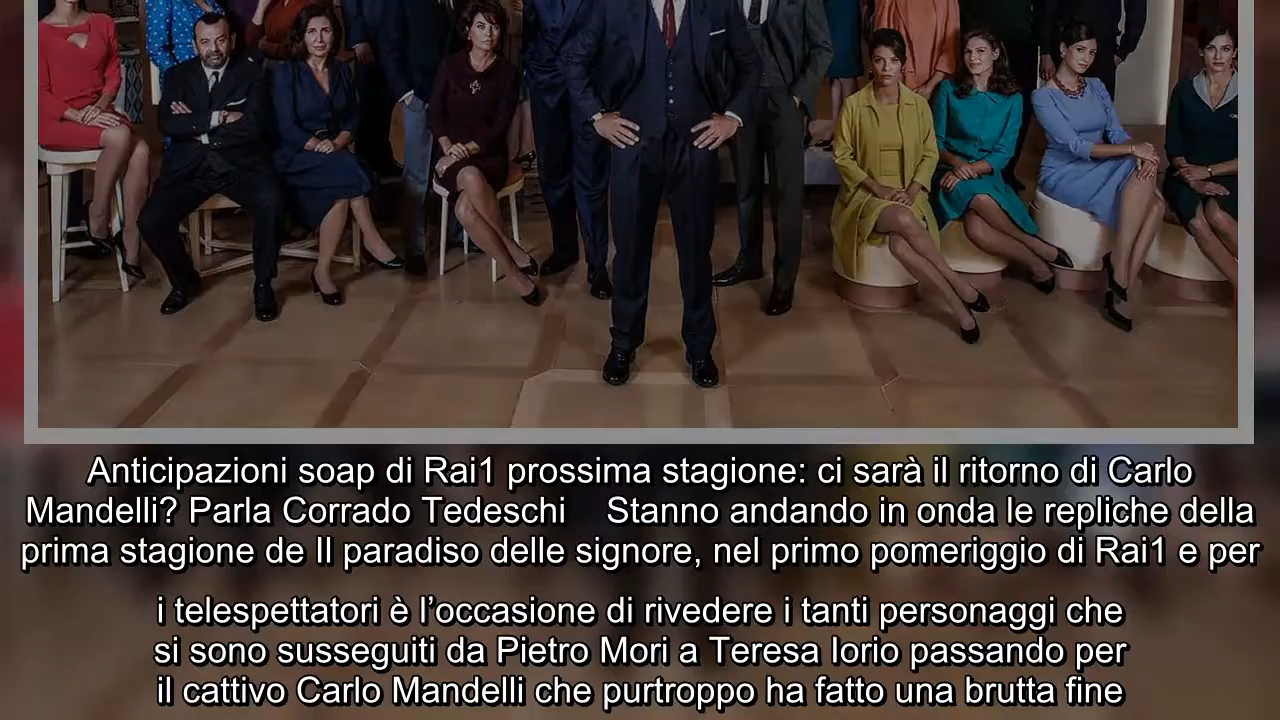 Anticipazioni soap di Rai1 prossima stagione: ci sarà il ritorno di Carlo
Mandelli? Parla Corrado Tedeschi    Stanno andando in onda le repliche della
prima stagione de Il paradiso delle signore, nel primo pomeriggio di Rai1 e per
i telespettatori è l’occasione di rivedere i tanti personaggi che
si sono susseguiti da Pietro Mori a Teresa Iorio passando per
il cattivo Carlo Mandelli che purtroppo ha fatto una brutta fine